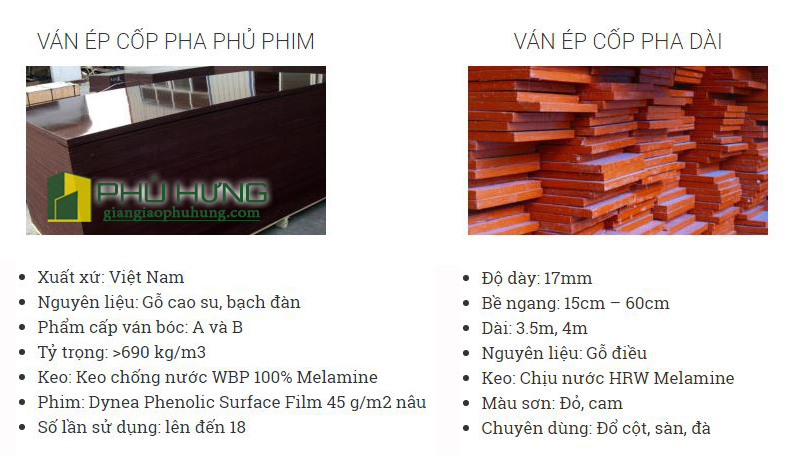 VÁN ÉP CỐP PHA PHỦ PHIM
PHÚ HƯNG
giangiaophuhung.com
Xuất xứ: Việt Nam
Nguyên liệu: Gỗ cao su, bạch đàn
Phẩm cấp ván bóc: A và B
Tỷ trọng: >690 kg/m3
Keo: Keo chống nước WBP 100% Melamine
Phim: Dynea Phenolic Surface Film 45 g/m2 nâu
Số lần sử dụng: lên đến 18
VÁN ÉP CỐP PHA DÀI
Độ dày: 17mm
Bề ngang: 15cm – 60cm
Dài: 3.5m, 4m
Nguyên liệu: Gỗ điều
Keo: Chịu nước HRW Melamine
Màu sơn: Đỏ, cam
Chuyên dùng: Đổ cột, sàn, đà